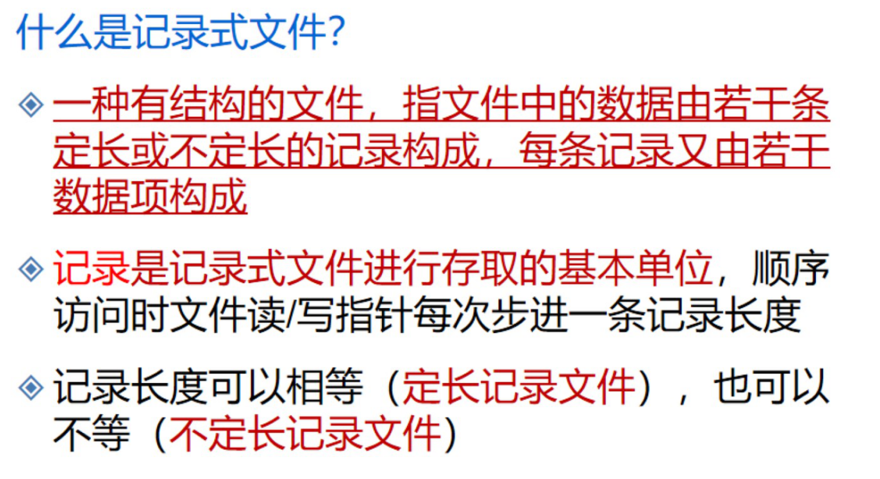 什么是记录式文件？
一种有结构的文件，指文件中的数据由若干条
定长或不定长的记录构成，每条记录又由若干
数据项构成
记录是记录式文件进行存取的基本单位，顺序
访问时文件读/写指针每次步进一条记录长度
记录长度可以相等（定长记录文件），也可以
不等（不定长记录文件）